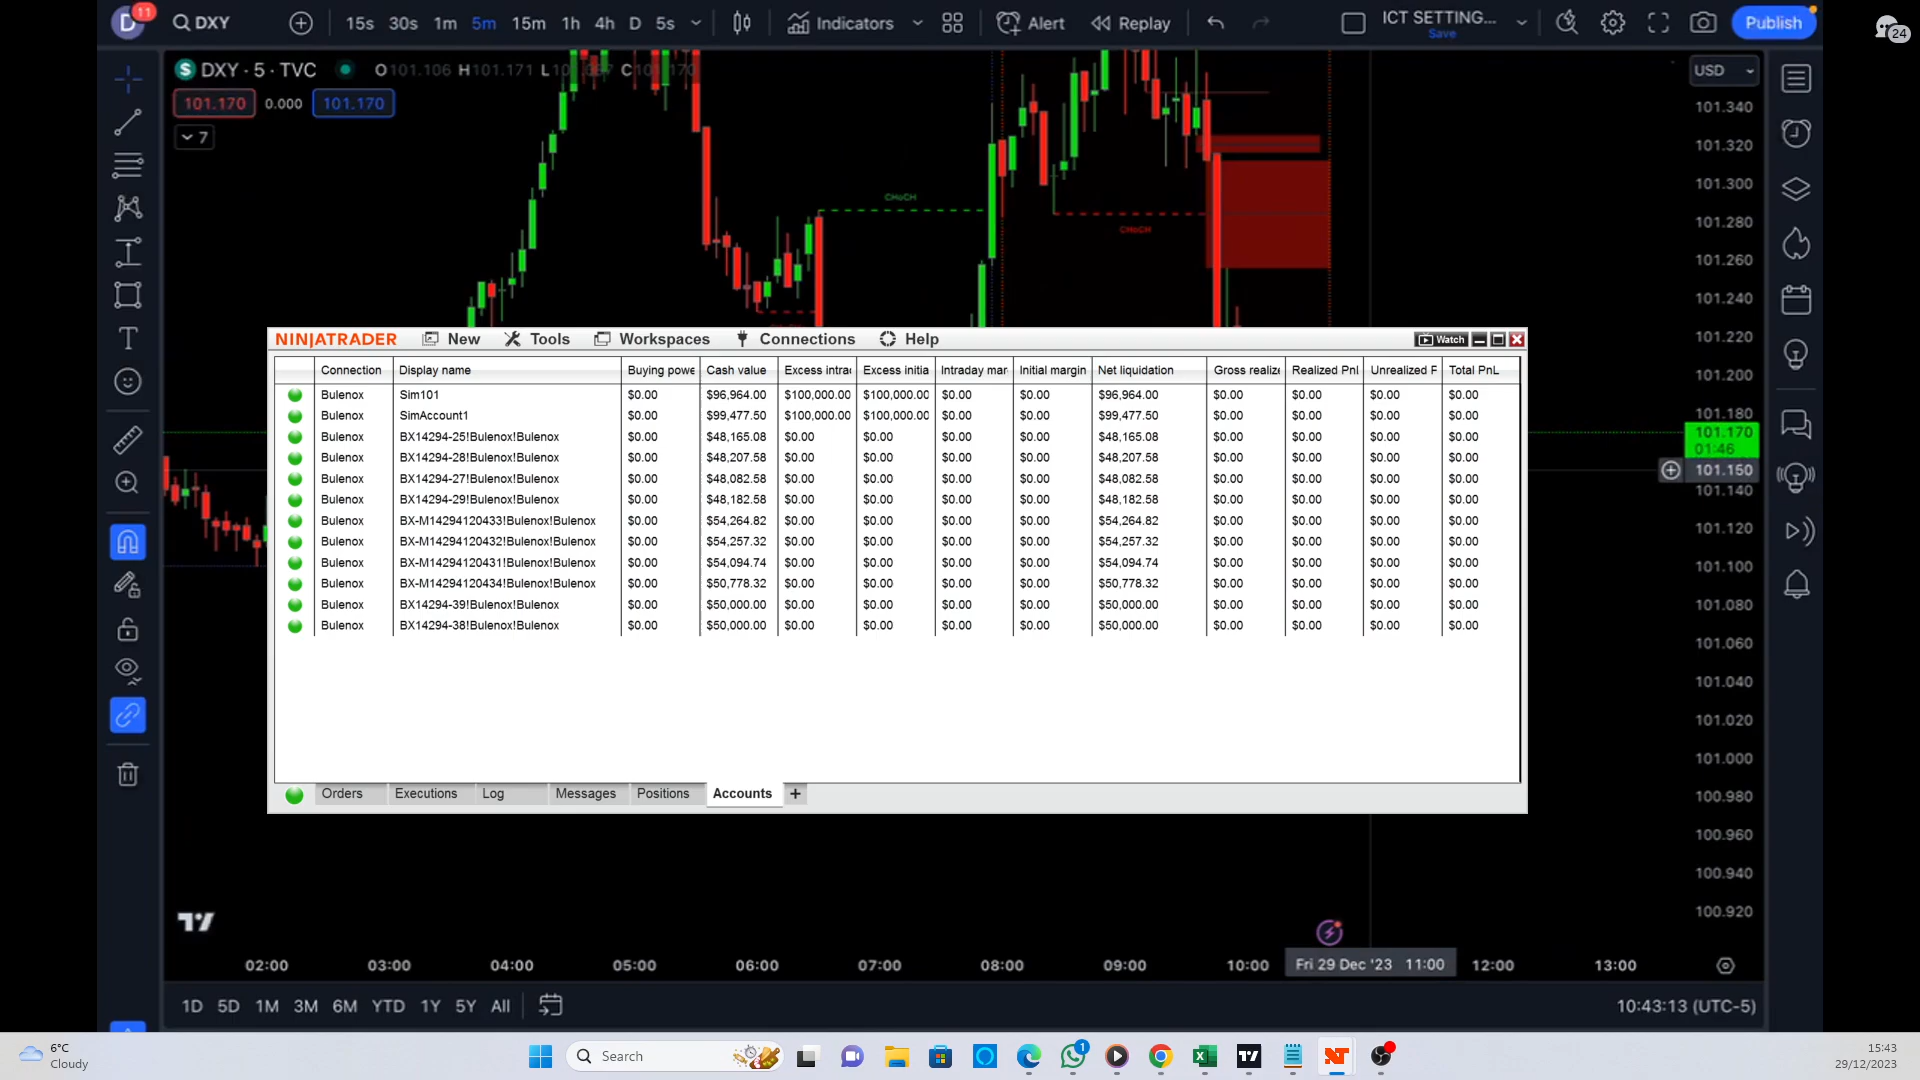 D 11 DXY 15s 30s 1m 5m 15m 1h 4h D 5s Indicators Alert Replay ICT SETTING... Save Publish 24
S DXY · 5 · TVC O101.106 H101.171 C101.170
101.170 0.000 101.170
7
USD
101.340
101.320
101.300
101.280
101.260
101.240
101.220
101.200
101.180
101.170
01:46
101.150
101.140
101.120
101.100
101.080
101.060
101.040
101.020
101.000
100.980
100.960
100.940
100.920
CHoCH
CHoCH
NINJATRADER New Tools Workspaces Connections Help Watch
Connection Display name Buying powe Cash value Excess intra Excess initia Intraday mar Initial margin Net liquidation Gross realize Realized PnL Unrealized P Total PnL
Bulenox Sim101 $0.00 $96,964.00 $100,000.00 $100,000.00 $0.00 $0.00 $96,964.00 $0.00 $0.00 $0.00 $0.00
Bulenox SimAccount1 $0.00 $99,477.50 $100,000.00 $100,000.00 $0.00 $0.00 $99,477.50 $0.00 $0.00 $0.00 $0.00
Bulenox BX14294-25!Bulenox!Bulenox $0.00 $48,165.08 $0.00 $0.00 $0.00 $0.00 $48,165.08 $0.00 $0.00 $0.00 $0.00
Bulenox BX14294-28!Bulenox!Bulenox $0.00 $48,207.58 $0.00 $0.00 $0.00 $0.00 $48,207.58 $0.00 $0.00 $0.00 $0.00
Bulenox BX14294-27!Bulenox!Bulenox $0.00 $48,082.58 $0.00 $0.00 $0.00 $0.00 $48,082.58 $0.00 $0.00 $0.00 $0.00
Bulenox BX14294-29!Bulenox!Bulenox $0.00 $48,182.58 $0.00 $0.00 $0.00 $0.00 $48,182.58 $0.00 $0.00 $0.00 $0.00
Bulenox BX-M14294120433!Bulenox!Bulenox $0.00 $54,264.82 $0.00 $0.00 $0.00 $0.00 $54,264.82 $0.00 $0.00 $0.00 $0.00
Bulenox BX-M14294120432!Bulenox!Bulenox $0.00 $54,257.32 $0.00 $0.00 $0.00 $0.00 $54,257.32 $0.00 $0.00 $0.00 $0.00
Bulenox BX-M14294120431!Bulenox!Bulenox $0.00 $54,094.74 $0.00 $0.00 $0.00 $0.00 $54,094.74 $0.00 $0.00 $0.00 $0.00
Bulenox BX-M14294120434!Bulenox!Bulenox $0.00 $50,778.32 $0.00 $0.00 $0.00 $0.00 $50,778.32 $0.00 $0.00 $0.00 $0.00
Bulenox BX14294-39!Bulenox!Bulenox $0.00 $50,000.00 $0.00 $0.00 $0.00 $0.00 $50,000.00 $0.00 $0.00 $0.00 $0.00
Bulenox BX14294-38!Bulenox!Bulenox $0.00 $50,000.00 $0.00 $0.00 $0.00 $0.00 $50,000.00 $0.00 $0.00 $0.00 $0.00
Orders Executions Log Messages Positions Accounts +
02:00 03:00 04:00 05:00 06:00 07:00 08:00 09:00 10:00 Fri 29 Dec '23 11:00 12:00 13:00
1D 5D 1M 3M 6M YTD 1Y 5Y All 10:43:13 (UTC-5)
6°C
Cloudy
Search
1
15:43
29/12/2023